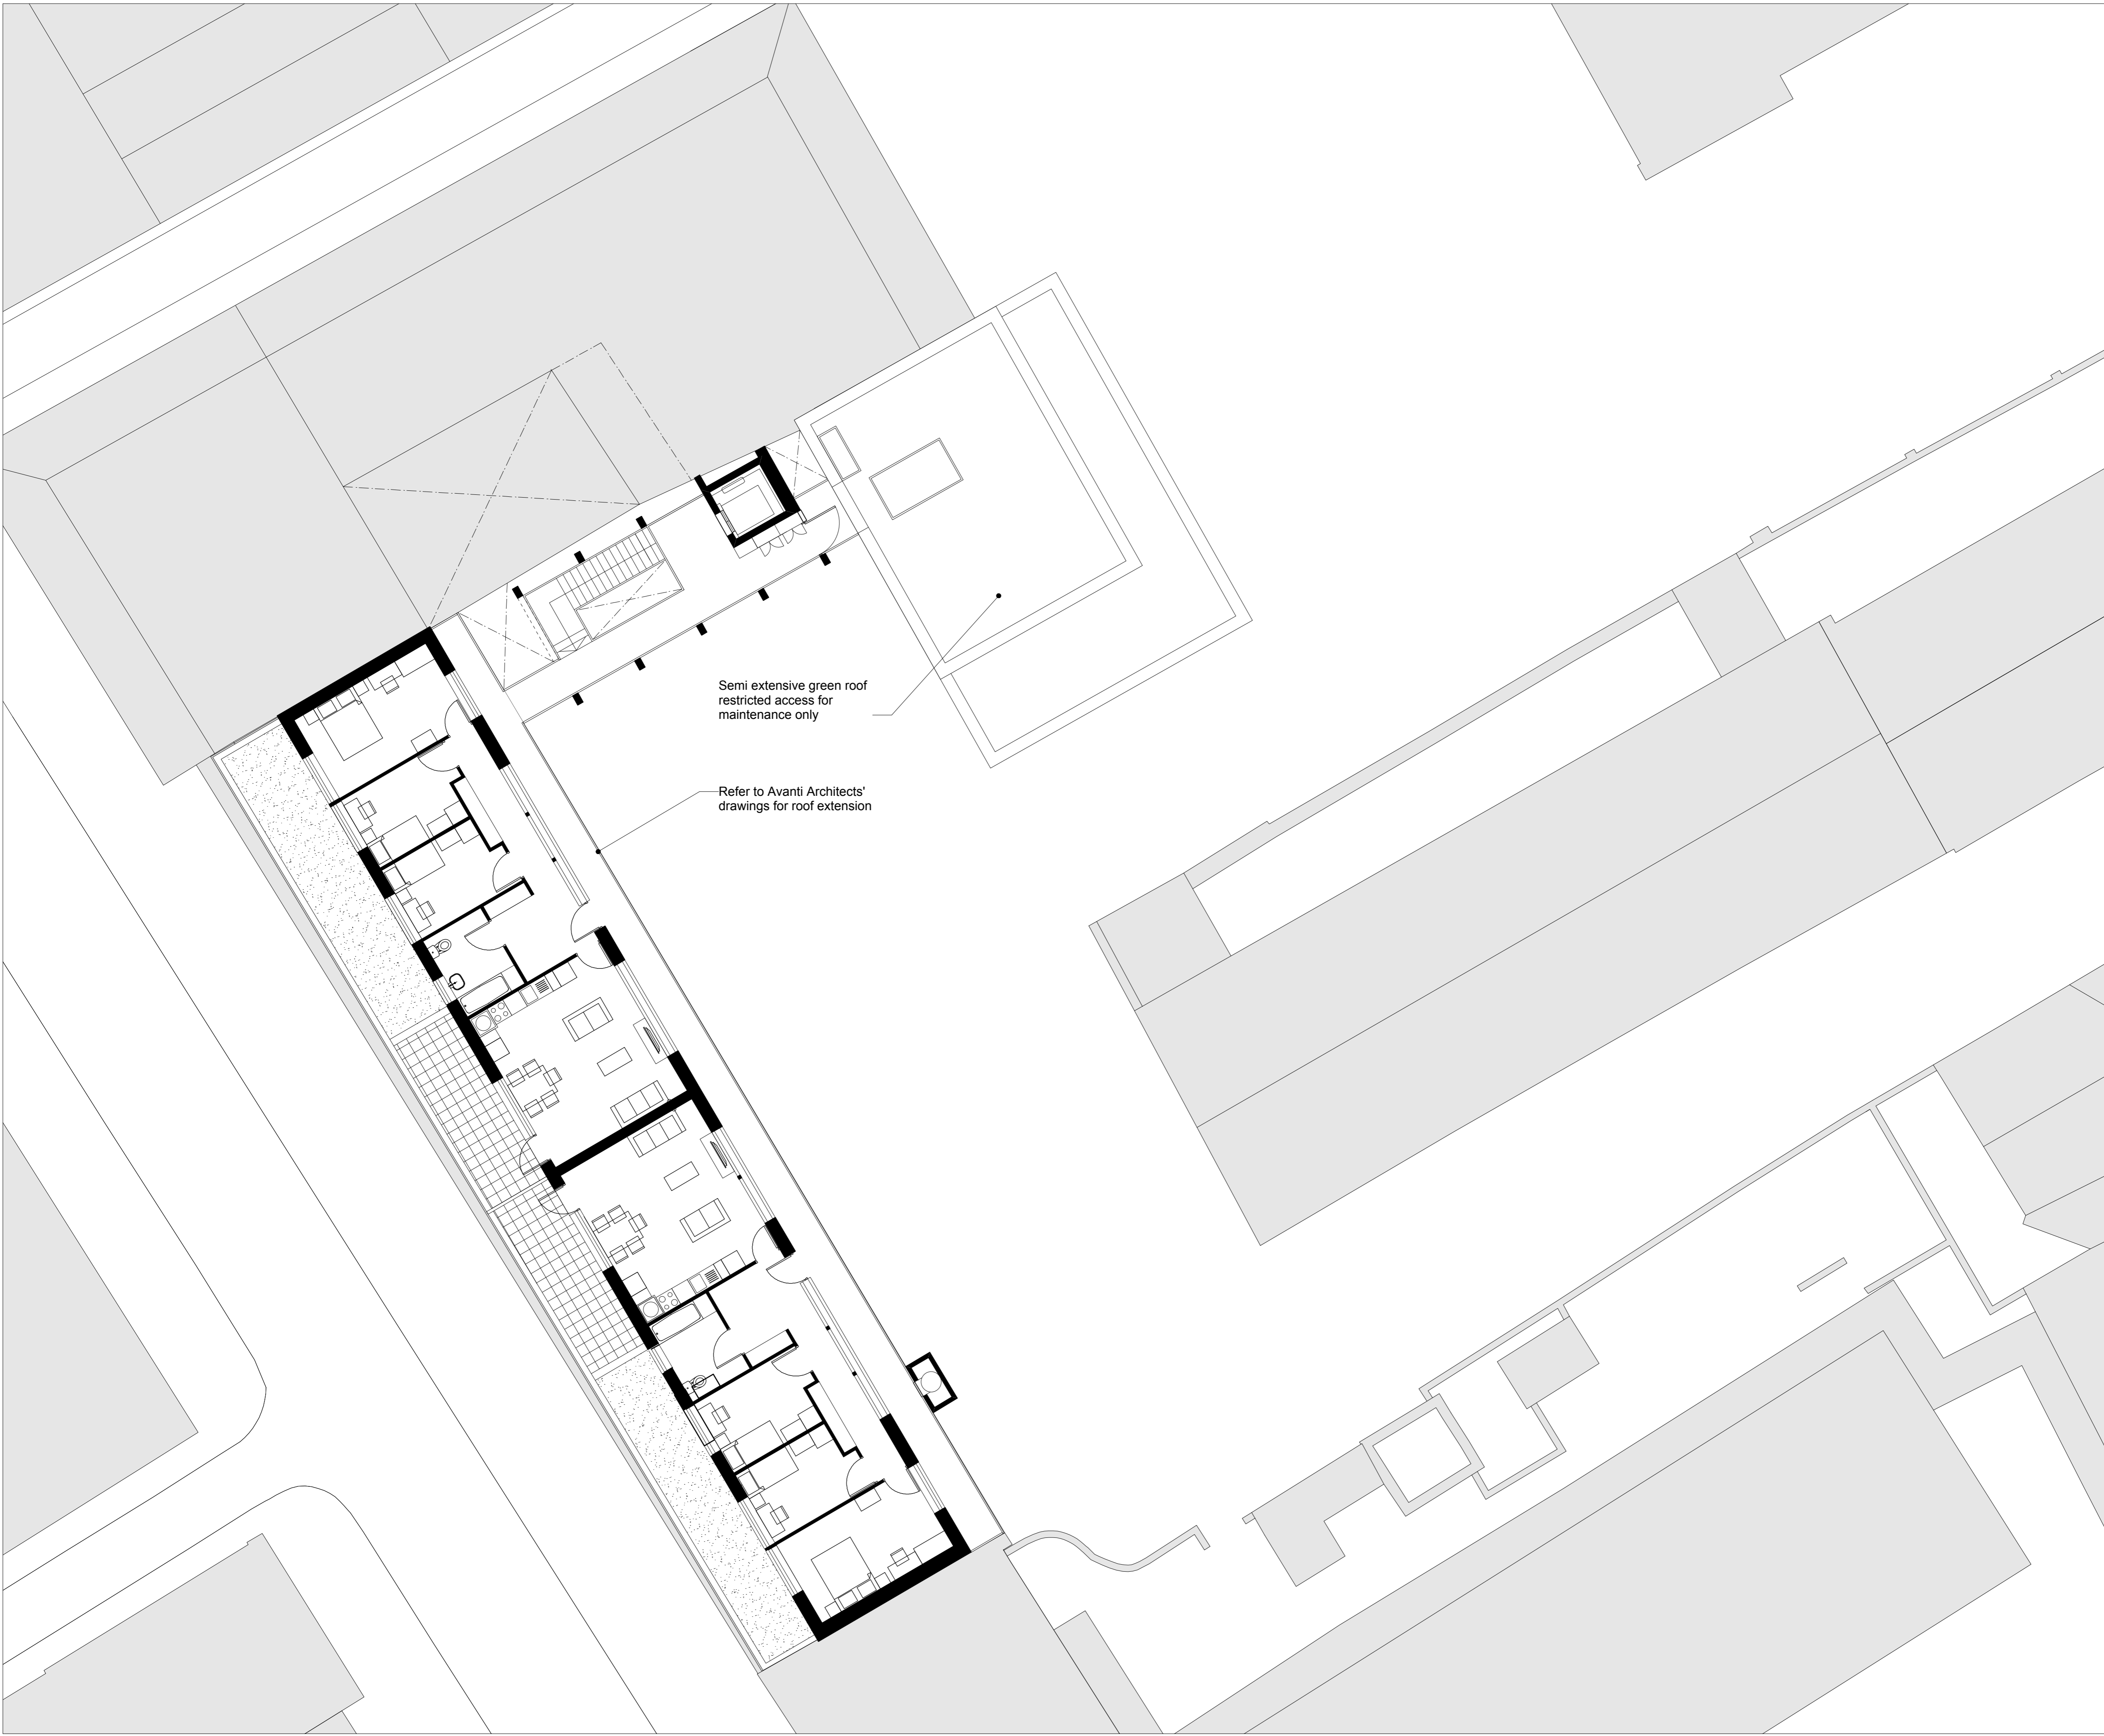 Semi extensive green roof
restricted access for
maintenance only
Refer to Avanti Architects'
drawings for roof extension